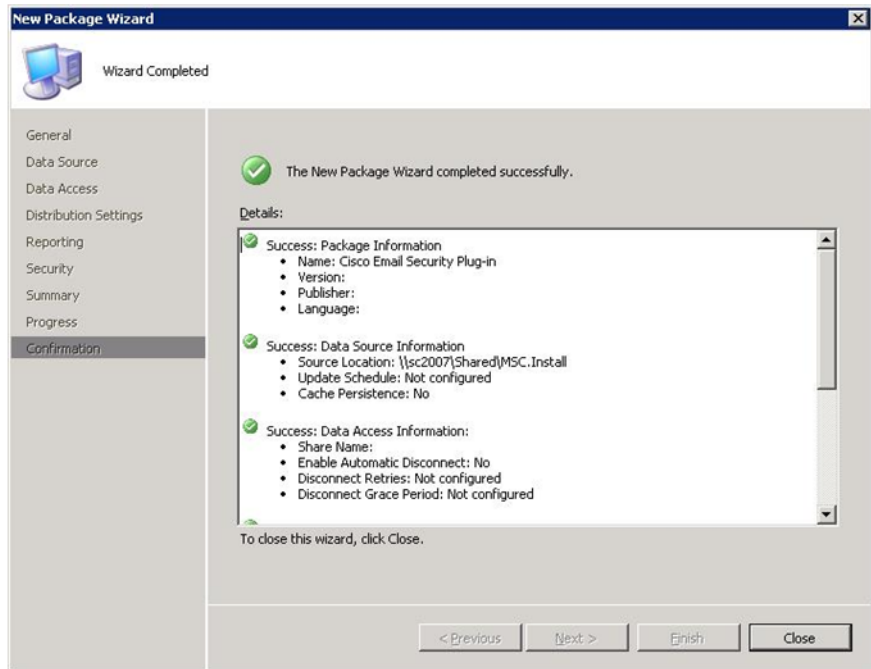 New Package Wizard
Wizard Completed
General
Data Source
Data Access
Distribution Settings
Reporting
Security
Summary
Progress
Confirmation
The New Package Wizard completed successfully.
Details:
Success: Package Information
• Name: Cisco Email Security Plug-in
• Version:
• Publisher:
• Language:
Success: Data Source Information
• Source Location: \\sc2007\Shared\MSC.Install
• Update Schedule: Not configured
• Cache Persistence: No
Success: Data Access Information:
• Share Name:
• Enable Automatic Disconnect: No
• Disconnect Retries: Not configured
• Disconnect Grace Period: Not configured
To close this wizard, click Close.
< Previous
Next >
Finish
Close